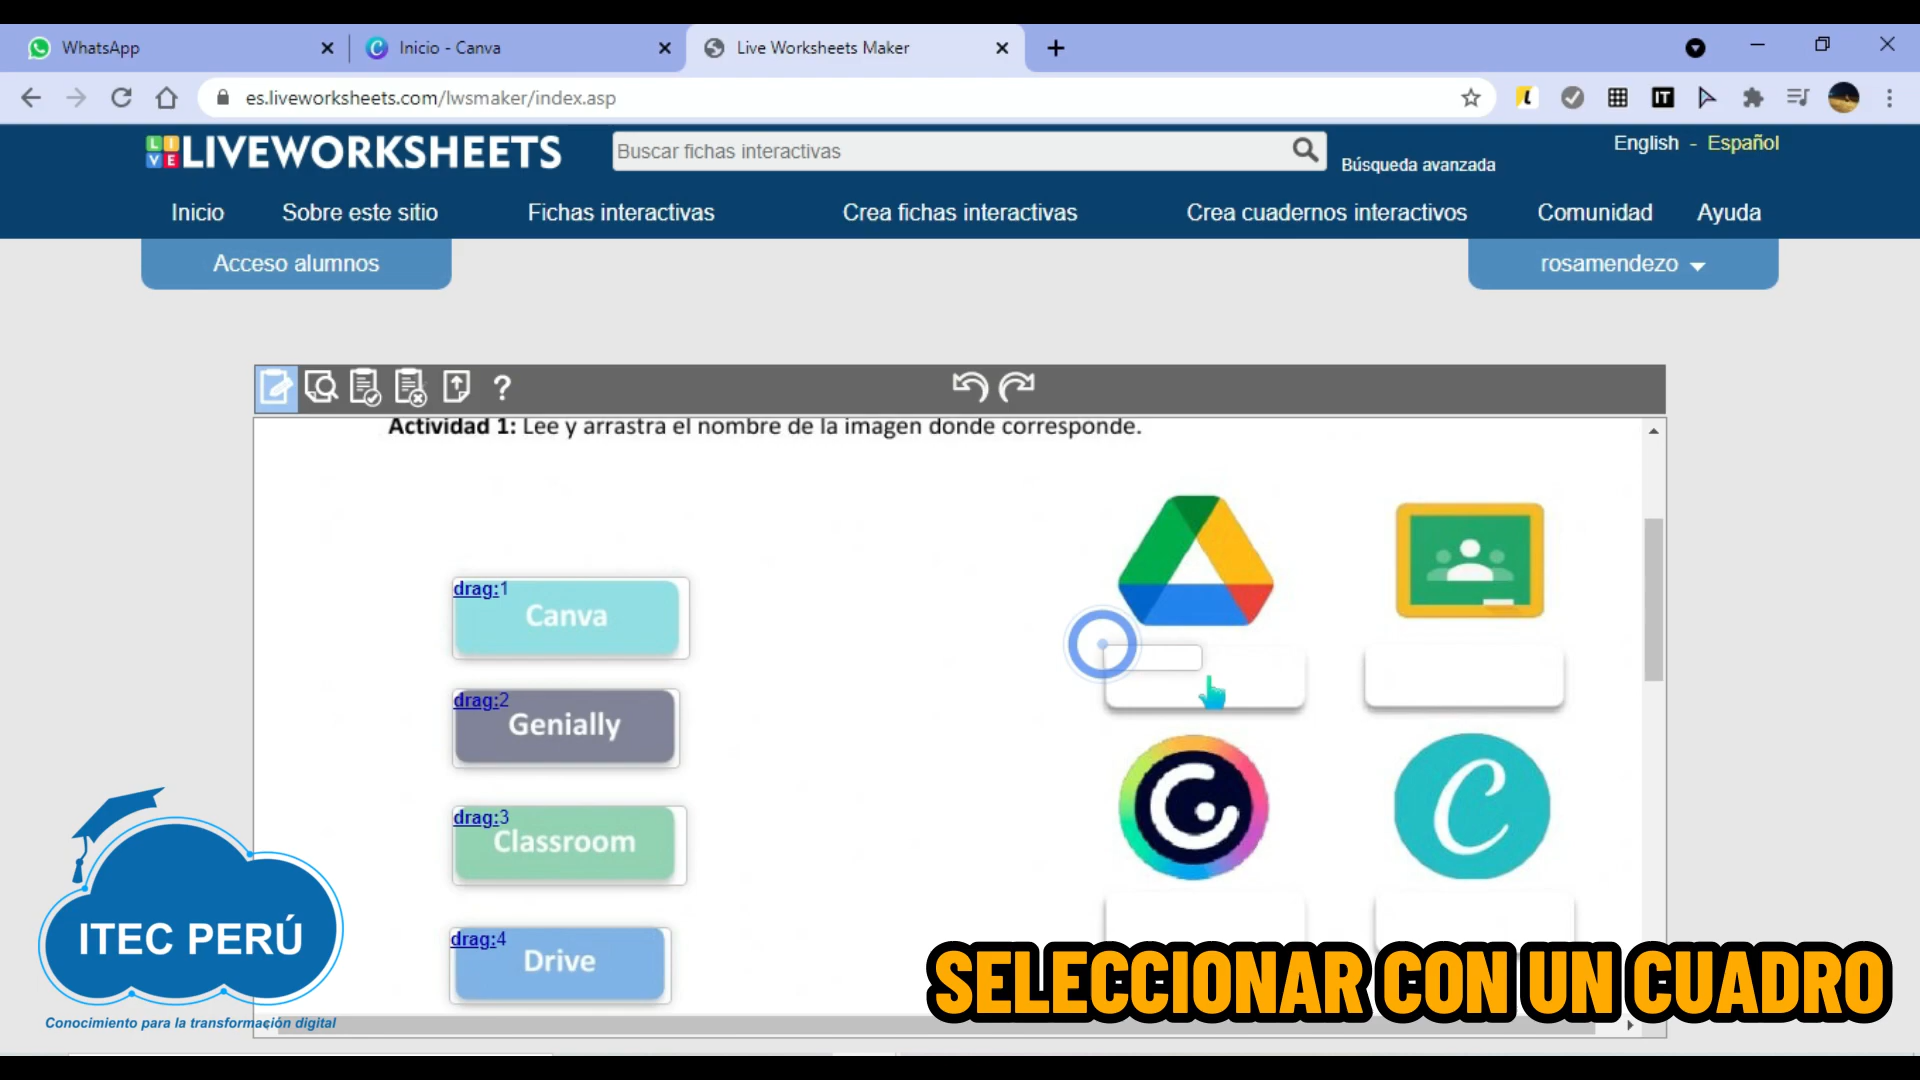 WhatsApp
Inicio - Canva
Live Worksheets Maker
es.liveworksheets.com/lwsmaker/index.asp
LIVE LIVEWORKSHEETS
Buscar fichas interactivas
Búsqueda avanzada
English - Español
Inicio
Sobre este sitio
Fichas interactivas
Crea fichas interactivas
Crea cuadernos interactivos
Comunidad
Ayuda
Acceso alumnos
rosamendezo
?
Actividad 1: Lee y arrastra el nombre de la imagen donde corresponde.
drag:1
Canva
drag:2
Genially
drag:3
Classroom
drag:4
Drive
ITEC PERÚ
Conocimiento para la transformación digital
SELECCIONAR CON UN CUADRO